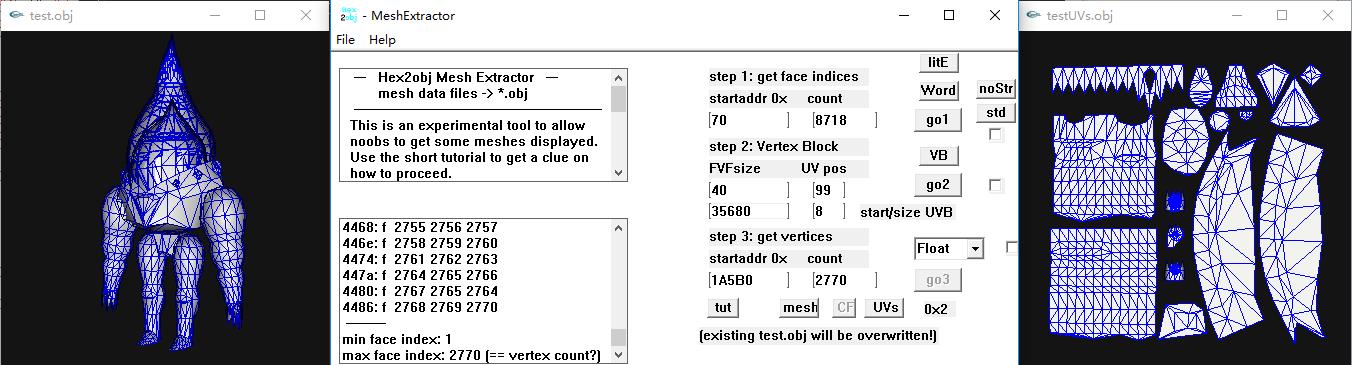 test.obj
Hex 2obj - MeshExtractor
File Help
— Hex2obj Mesh Extractor —
mesh data files -> *.obj
This is an experimental tool to allow
noobs to get some meshes displayed.
Use the short tutorial to get a clue on
how to proceed.
4468: f 2755 2756 2757
446e: f 2758 2759 2760
4474: f 2761 2762 2763
447a: f 2764 2765 2766
4480: f 2767 2765 2764
4486: f 2768 2769 2770
min face index: 1
max face index: 2770 (== vertex count?)
step 1: get face indices
startaddr 0x count
70 8718
step 2: Vertex Block
FVFsize UV pos
40 99
35680 8 start/size UVB
step 3: get vertices
startaddr 0x count
1A5B0 2770
tut mesh CF UVs 0x2
(existing test.obj will be overwritten!)
litE
Word noStr
go1 std
VB
go2
Float
go3
testUVs.obj